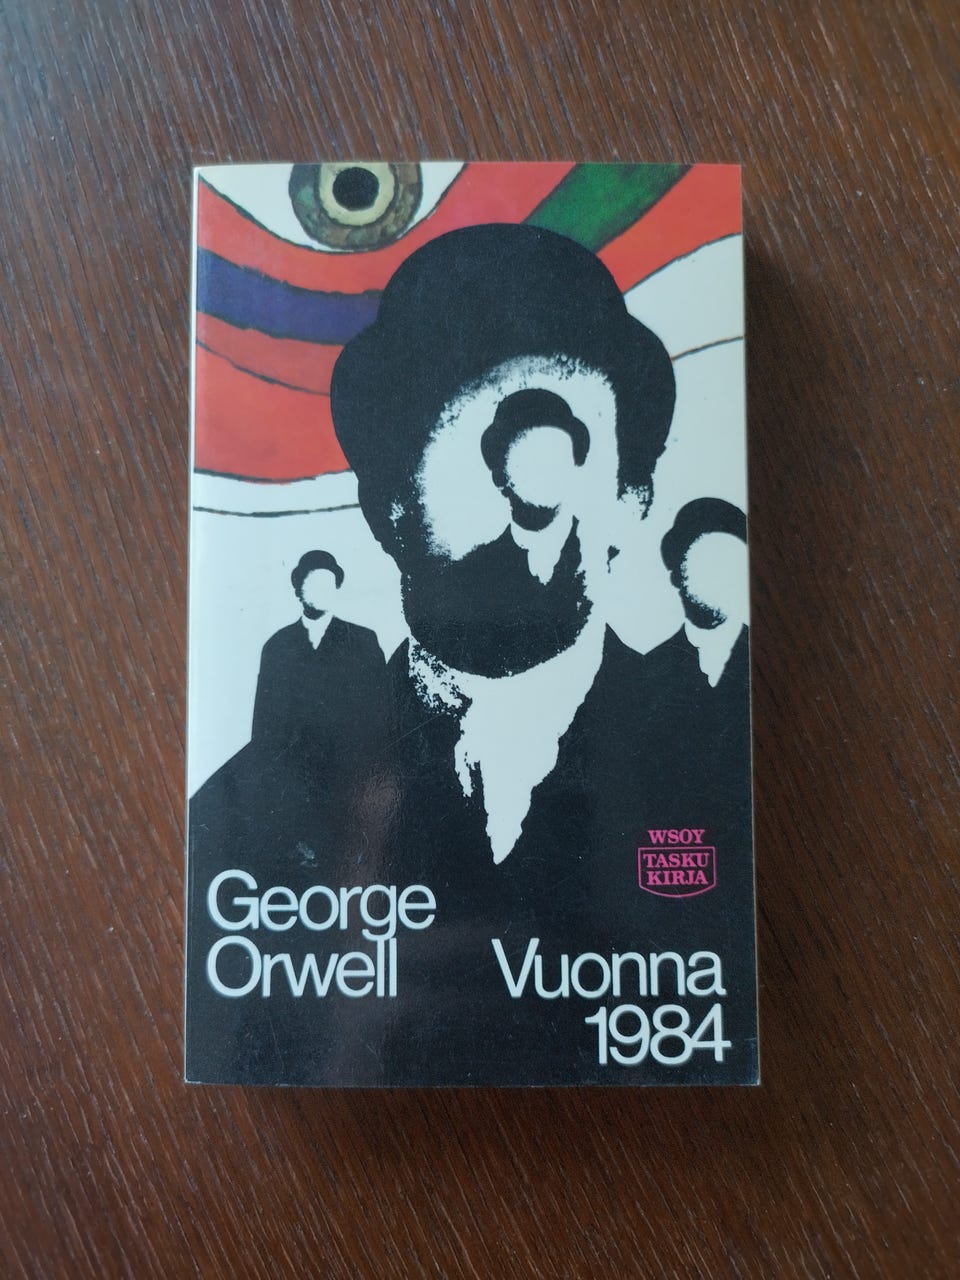 WSOY
TASKU
KIRJA
George
Orwell
Vuonna
1984